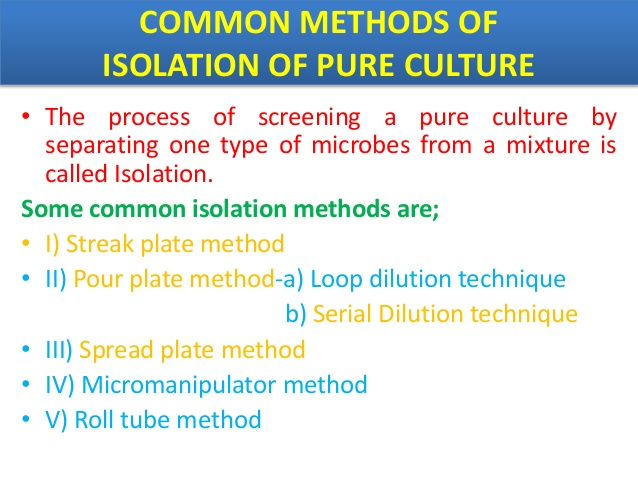 COMMON METHODS OF
ISOLATION OF PURE CULTURE
• The process of screening a pure culture by
separating one type of microbes from a mixture is
called Isolation.
Some common isolation methods are;
• I) Streak plate method
• II) Pour plate method-a) Loop dilution technique
b) Serial Dilution technique
• III) Spread plate method
• IV) Micromanipulator method
• V) Roll tube method